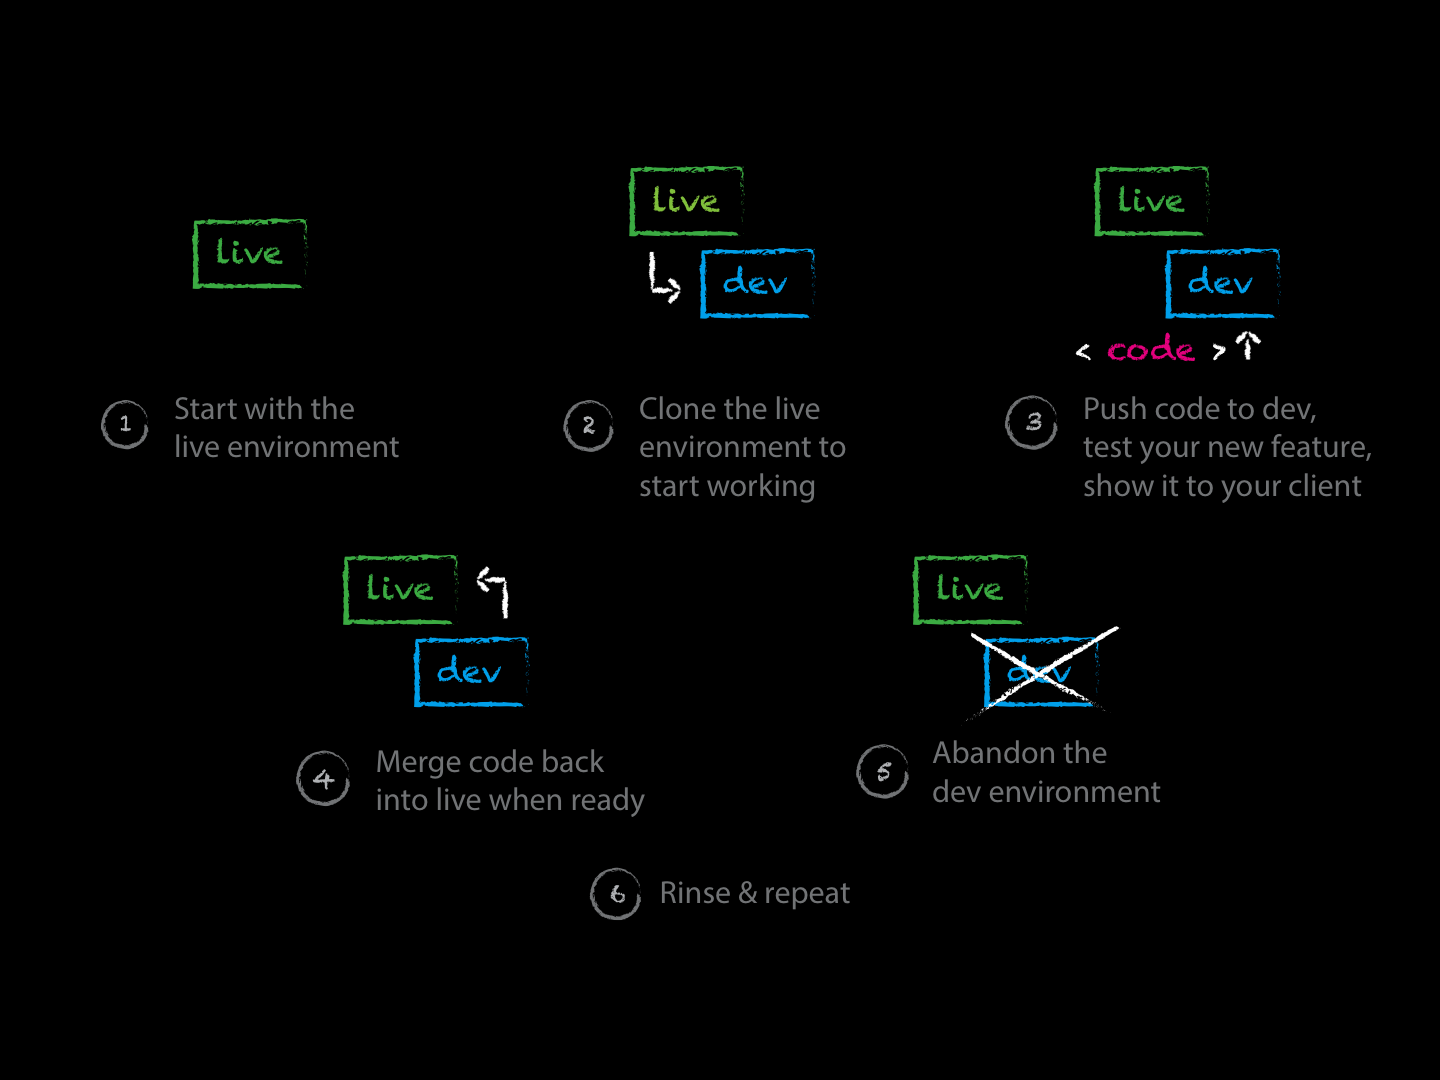 live
1
Start with the
live environment
live
dev
2
Clone the live
environment to
start working
live
dev
< code >
3
Push code to dev,
test your new feature,
show it to your client
live
dev
4
Merge code back
into live when ready
live
dev
5
Abandon the
dev environment
6
Rinse & repeat